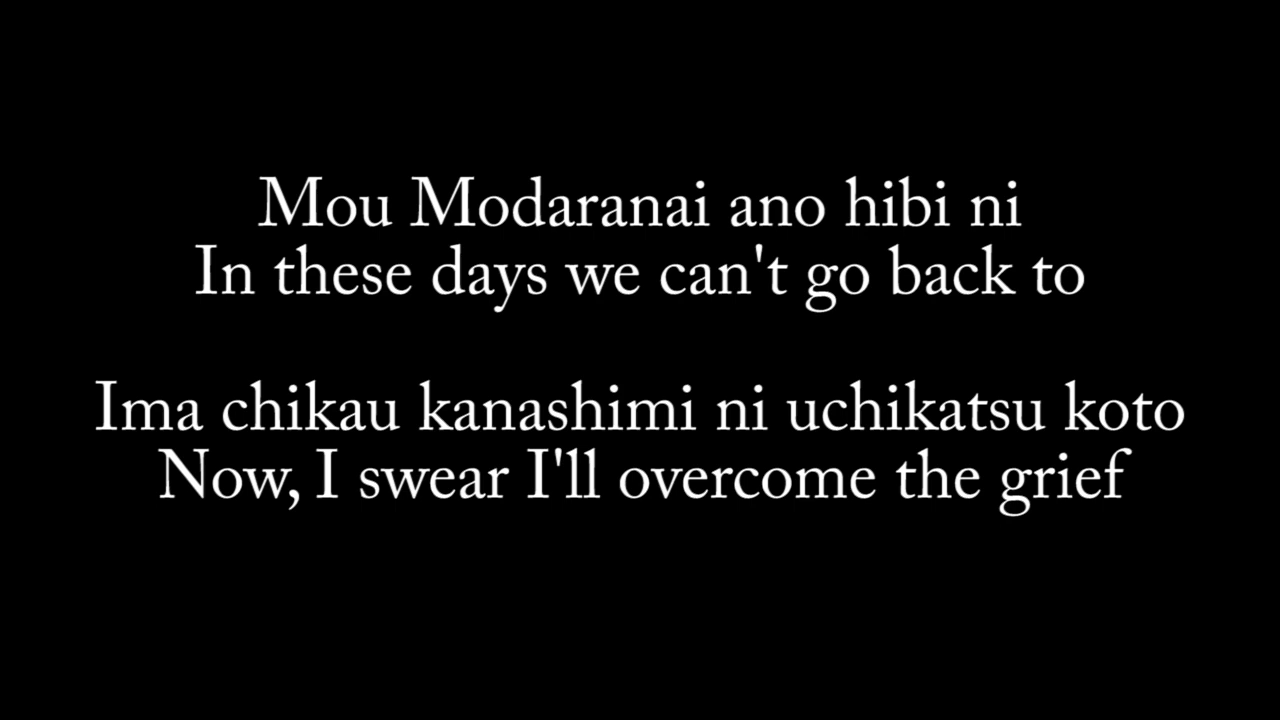 Mou Modaranai ano hibi ni
In these days we can't go back to
Ima chikau kanashimi ni uchikatsu koto
Now, I swear I'll overcome the grief